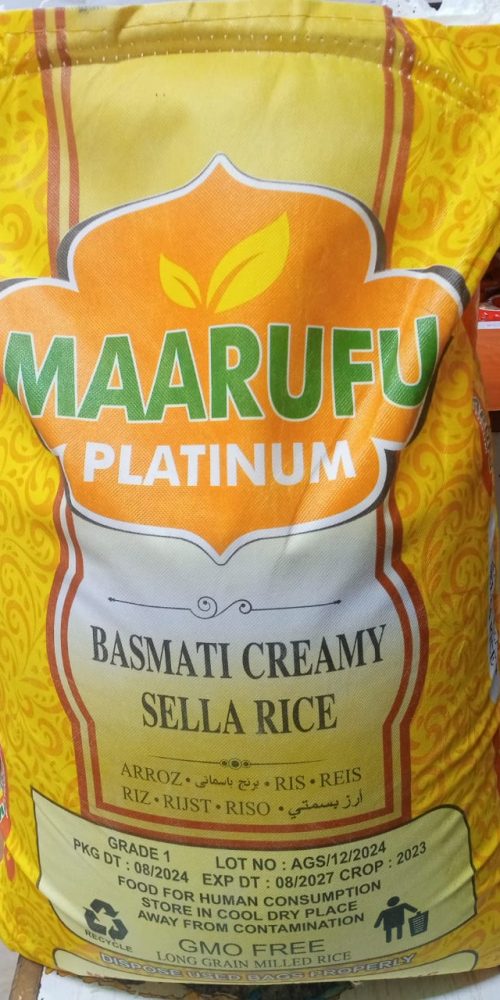 MAARUFU
PLATINUM
BASMATI CREAMY
SELLA RICE
ARROZ • برنج باسماتی • RIS • REIS
RIZ • RIJST • RISO • أرز بسمتي
GRADE 1 LOT NO : AGS/12/2024
PKG DT : 08/2024 EXP DT : 08/2027 CROP : 2023
FOOD FOR HUMAN CONSUMPTION
STORE IN COOL DRY PLACE
AWAY FROM CONTAMINATION
RECYCLE
GMO FREE
LONG GRAIN MILLED RICE
DISPOSE USED BAGS PROPERLY